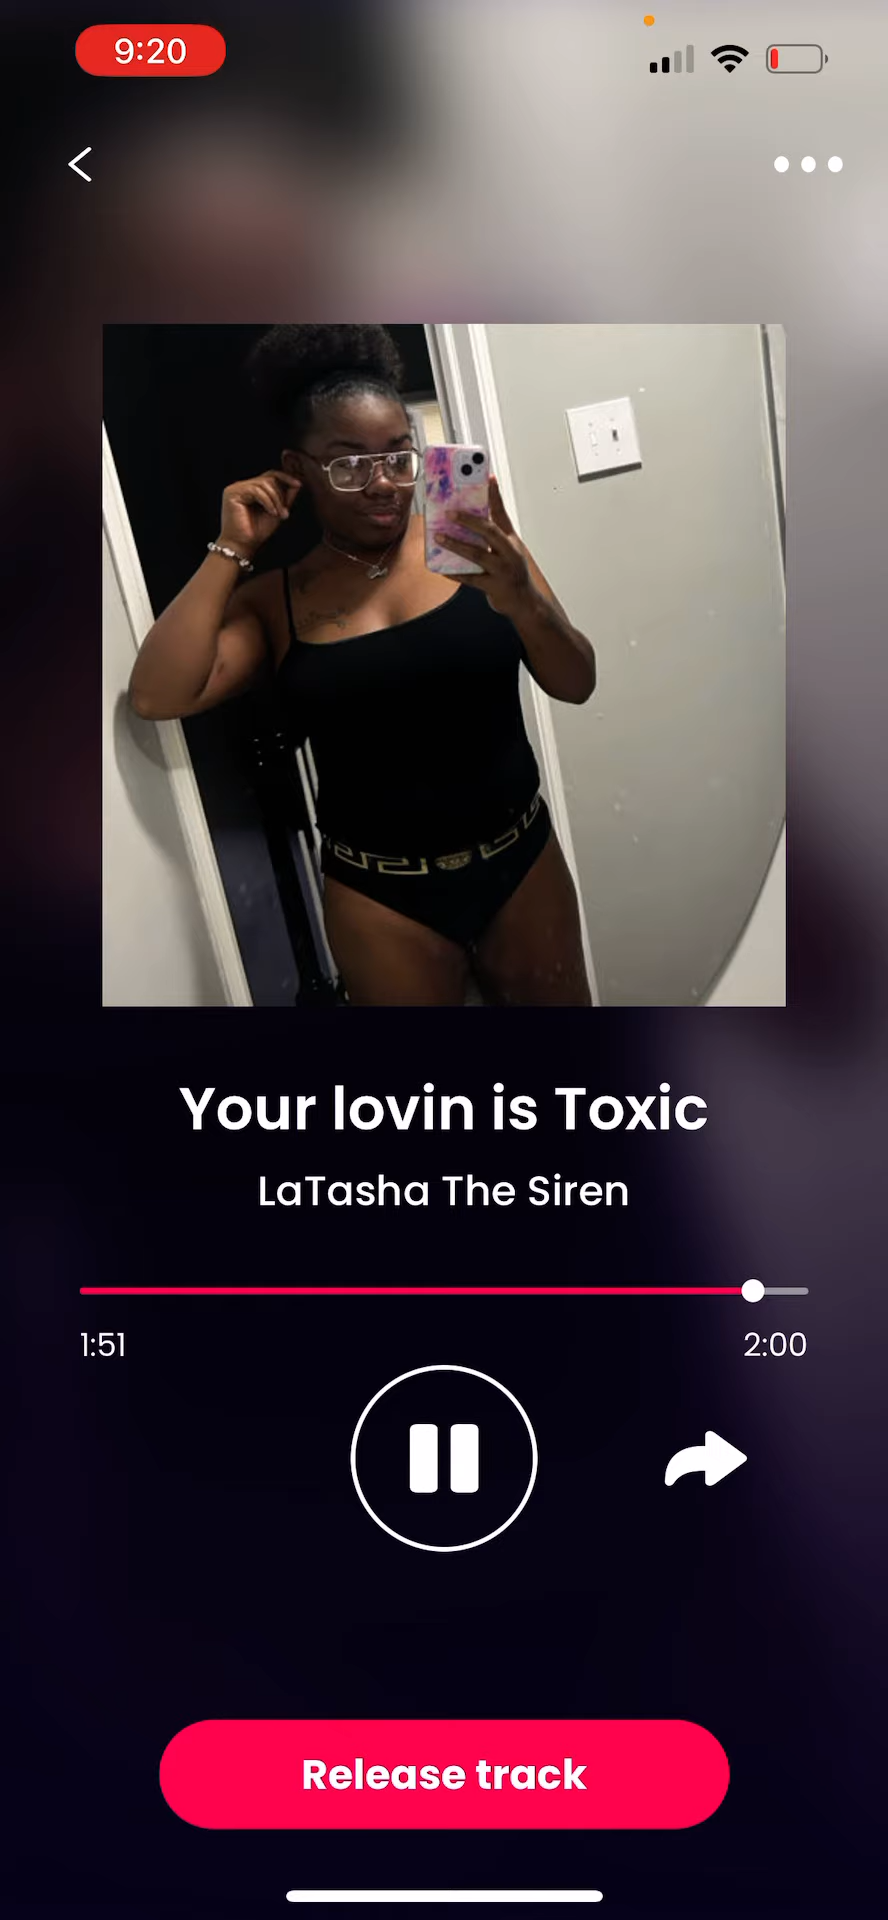 9:20
Your lovin is Toxic
LaTasha The Siren
1:51
2:00
Release track